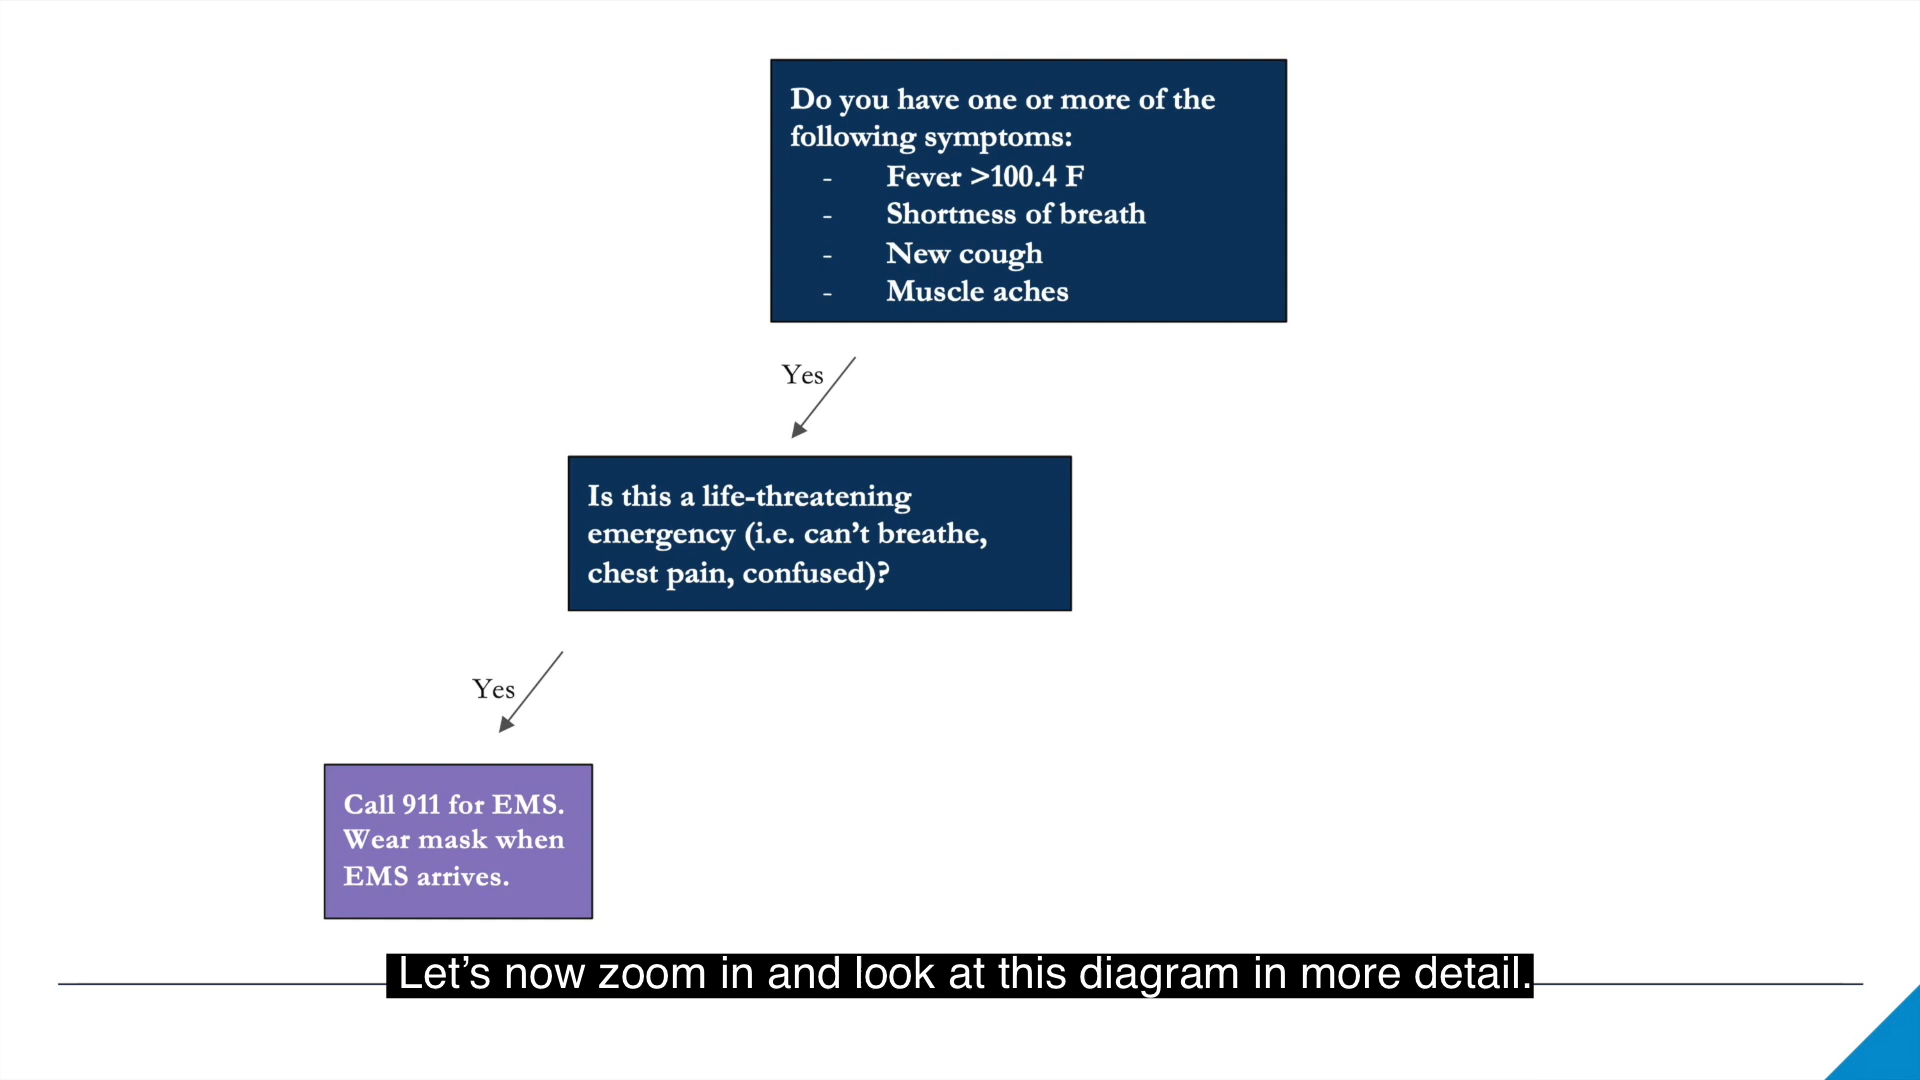 Do you have one or more of the
following symptoms:
- Fever >100.4 F
- Shortness of breath
- New cough
- Muscle aches
Yes
Is this a life-threatening
emergency (i.e. can't breathe,
chest pain, confused)?
Yes
Call 911 for EMS.
Wear mask when
EMS arrives.
Let's now zoom in and look at this diagram in more detail.